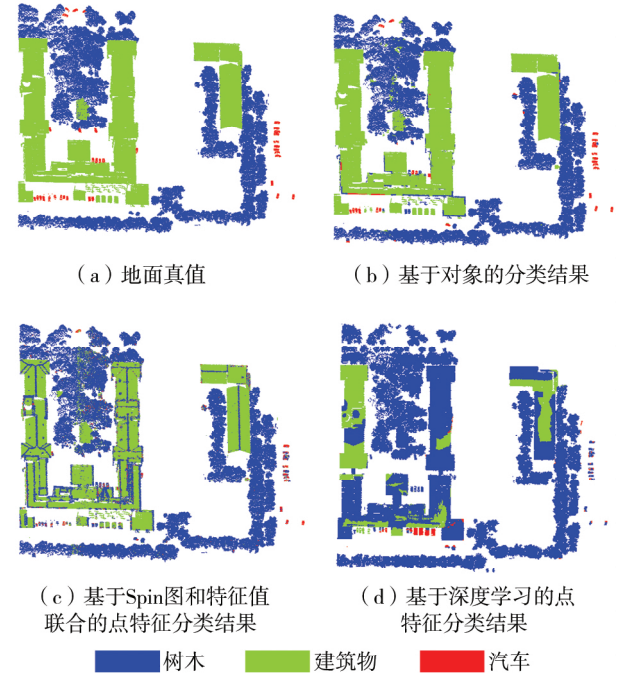 （a）地面真值
（b）基于对象的分类结果
（c）基于Spin图和特征值
联合的点特征分类结果
（d）基于深度学习的点
特征分类结果
树木
建筑物
汽车